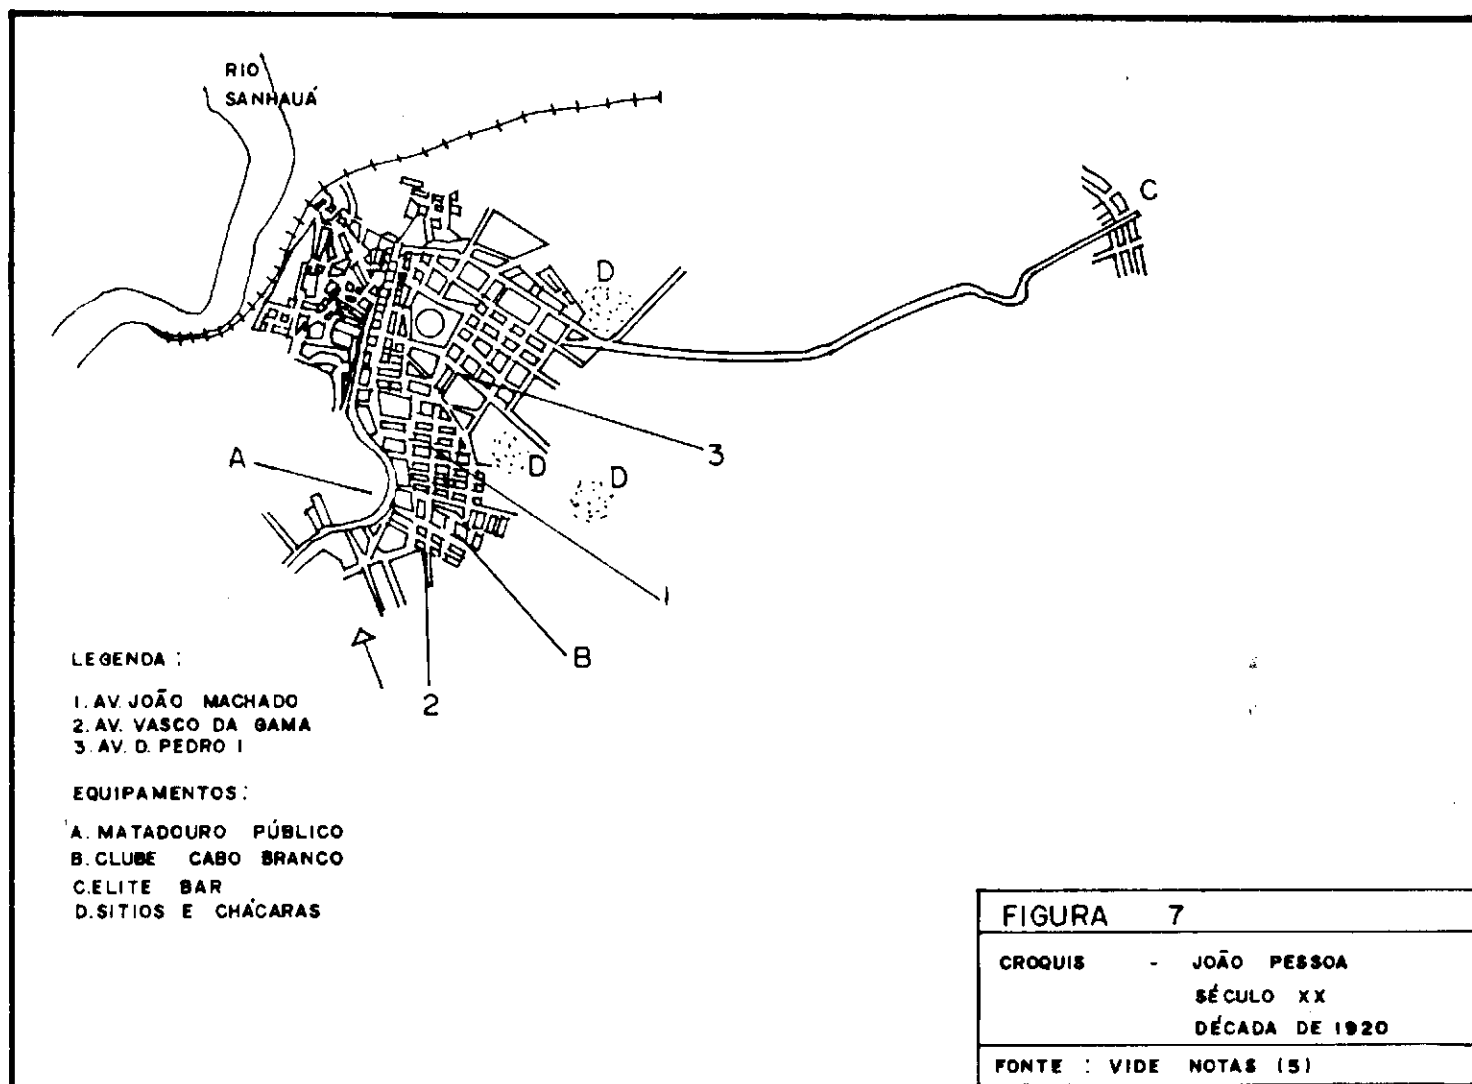 RIO
SANHAUÁ
C
D
A
D
D
3
1
B
2
LEGENDA :
1. AV. JOÃO MACHADO
2. AV. VASCO DA GAMA
3. AV. D. PEDRO I
EQUIPAMENTOS :
A. MATADOURO PÚBLICO
B. CLUBE CABO BRANCO
C. ELITE BAR
D. SITIOS E CHÁCARAS
FIGURA 7
CROQUIS - JOÃO PESSOA
SÉCULO XX
DÉCADA DE 1920
FONTE : VIDE NOTAS (5)